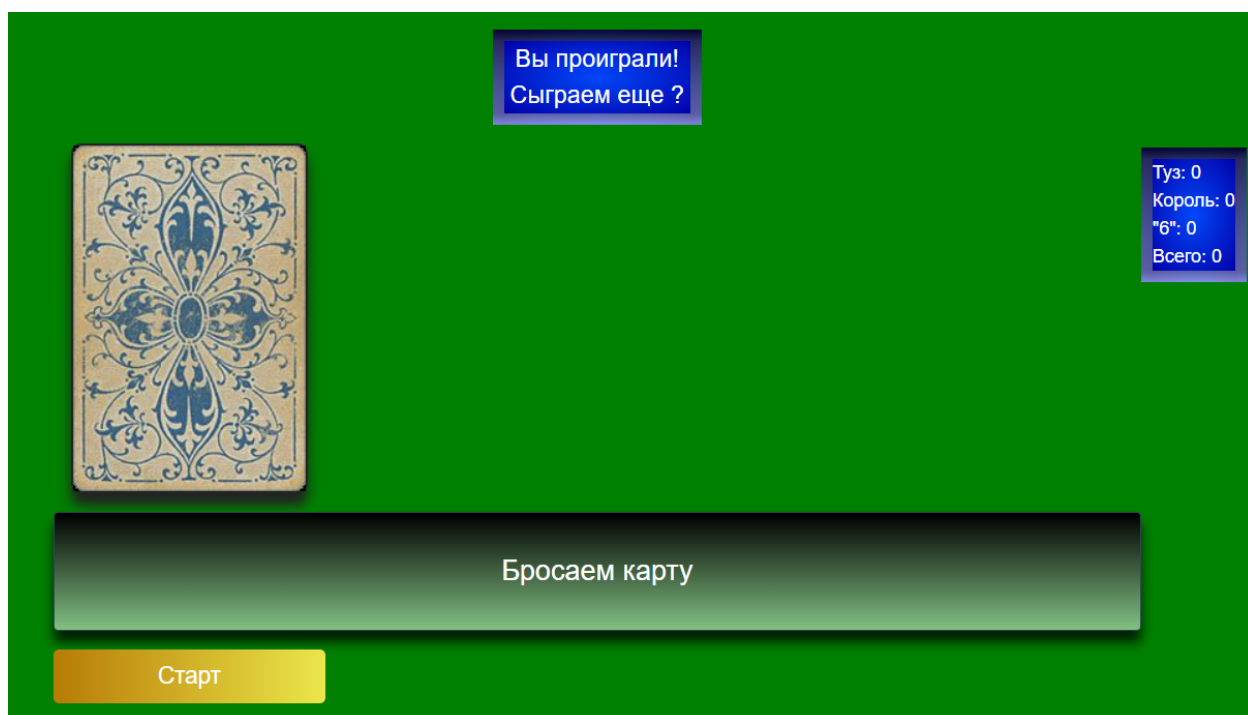 Вы проиграли!
Сыграем еще ?
Туз: 0
Король: 0
"6": 0
Всего: 0
Бросаем карту
Старт